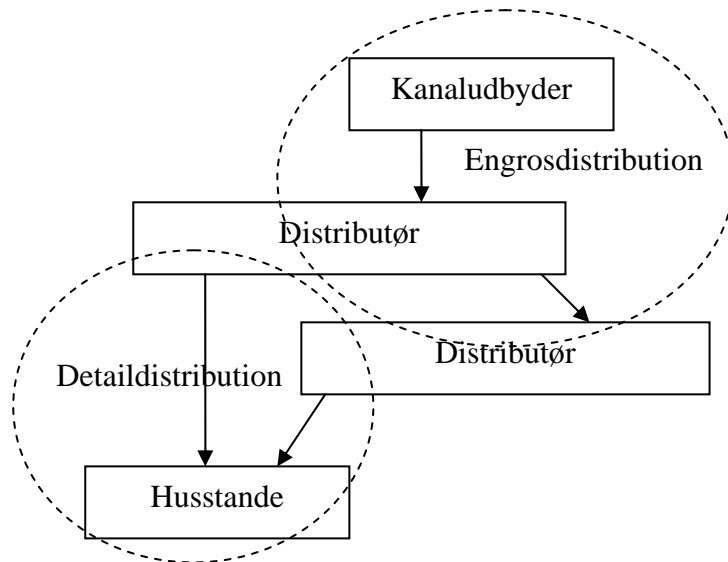 Kanaludbyder
Engrosdistribution
Distributør
Distributør
Detaildistribution
Husstande